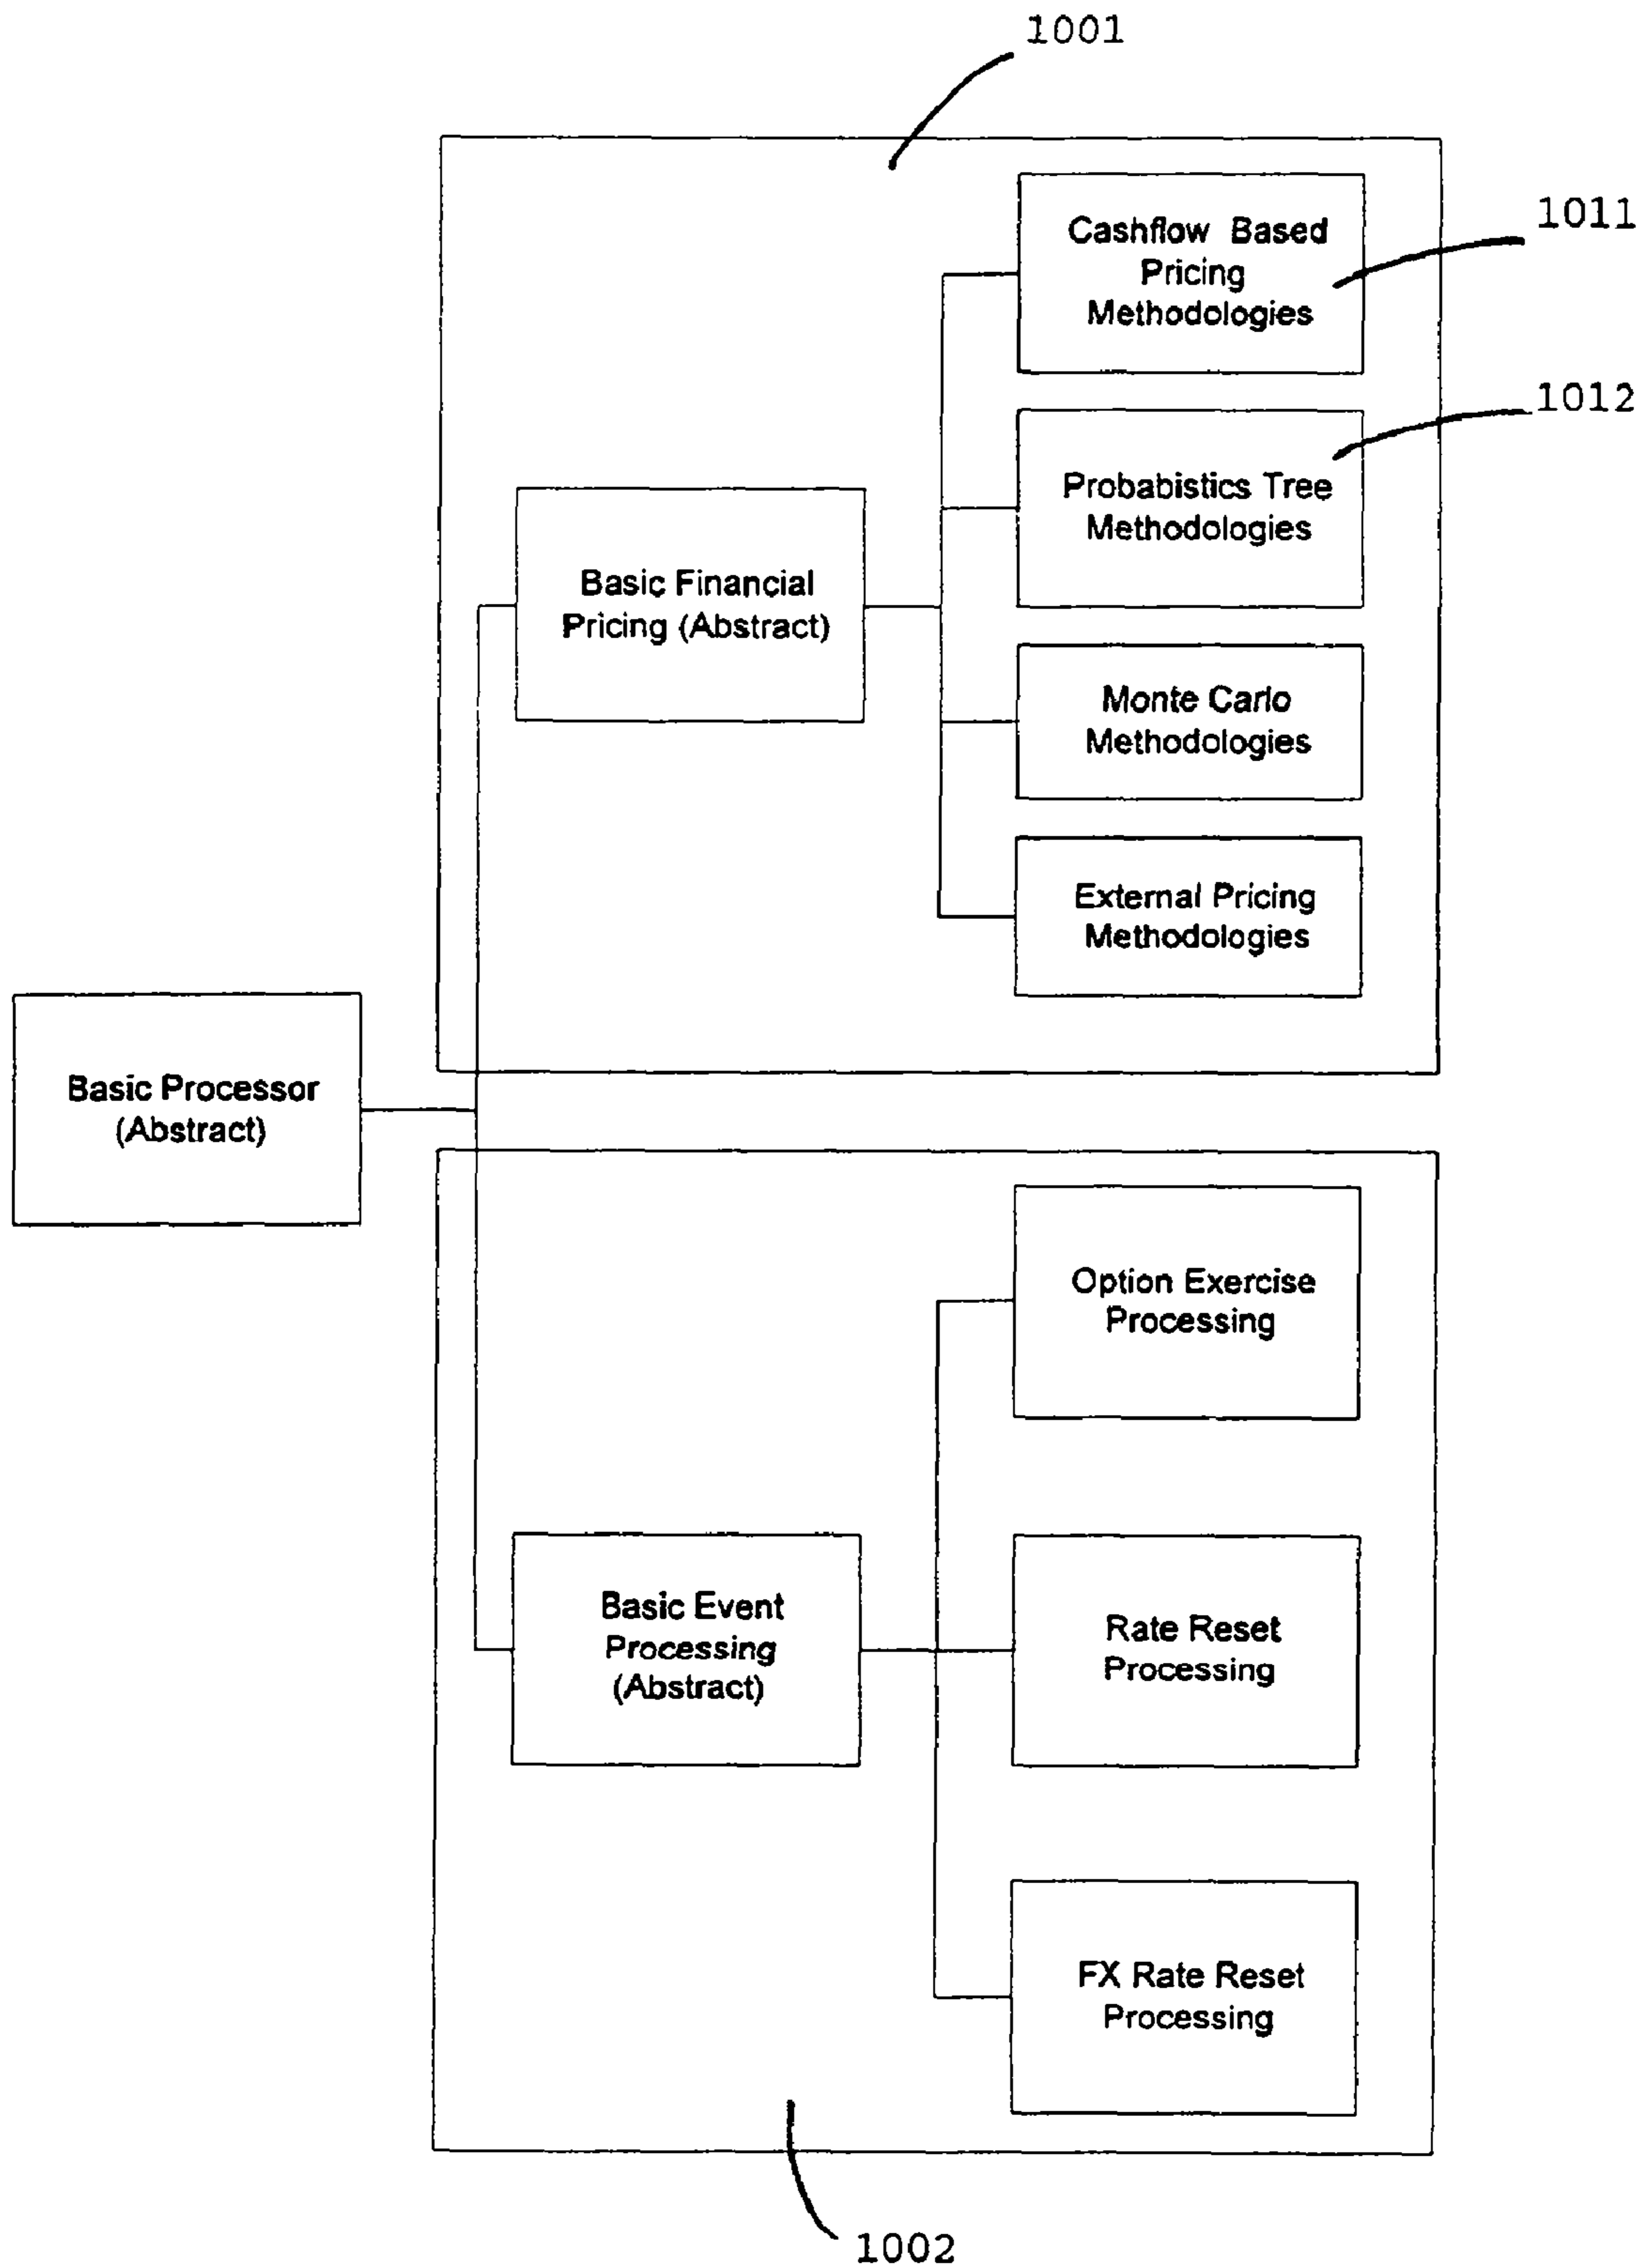 1001
Cashflow Based
Pricing
Methodologies
1011
Probabistics Tree
Methodologies
1012
Basic Financial
Pricing (Abstract)
Monte Carlo
Methodologies
External Pricing
Methodologies
Basic Processor
(Abstract)
Option Exercise
Processing
Basic Event
Processing
(Abstract)
Rate Reset
Processing
FX Rate Reset
Processing
1002